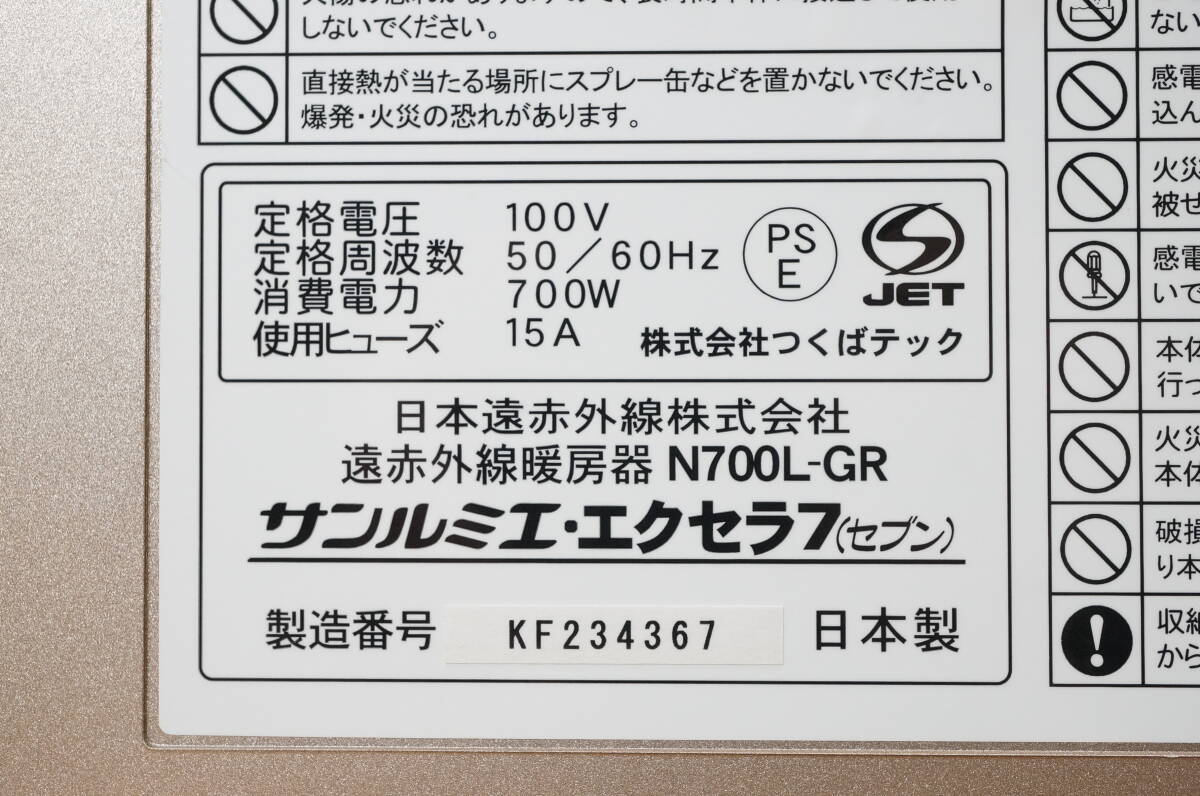 しないでください。
直接熱が当たる場所にスプレー缶などを置かないでください。
爆発・火災の恐れがあります。
定格電圧 100V
定格周波数 50／60Hz
消費電力 700W
使用ヒューズ 15A
PS
E
JET
株式会社つくばテック
日本遠赤外線株式会社
遠赤外線暖房器 N700L-GR
サンルミエ・エクセラ7(セブン)
製造番号 KF234367 日本製
ない
感電
込ん
火災
被せ
感電
いで
本体
行っ
火災
本体
破損
り本
収納
から